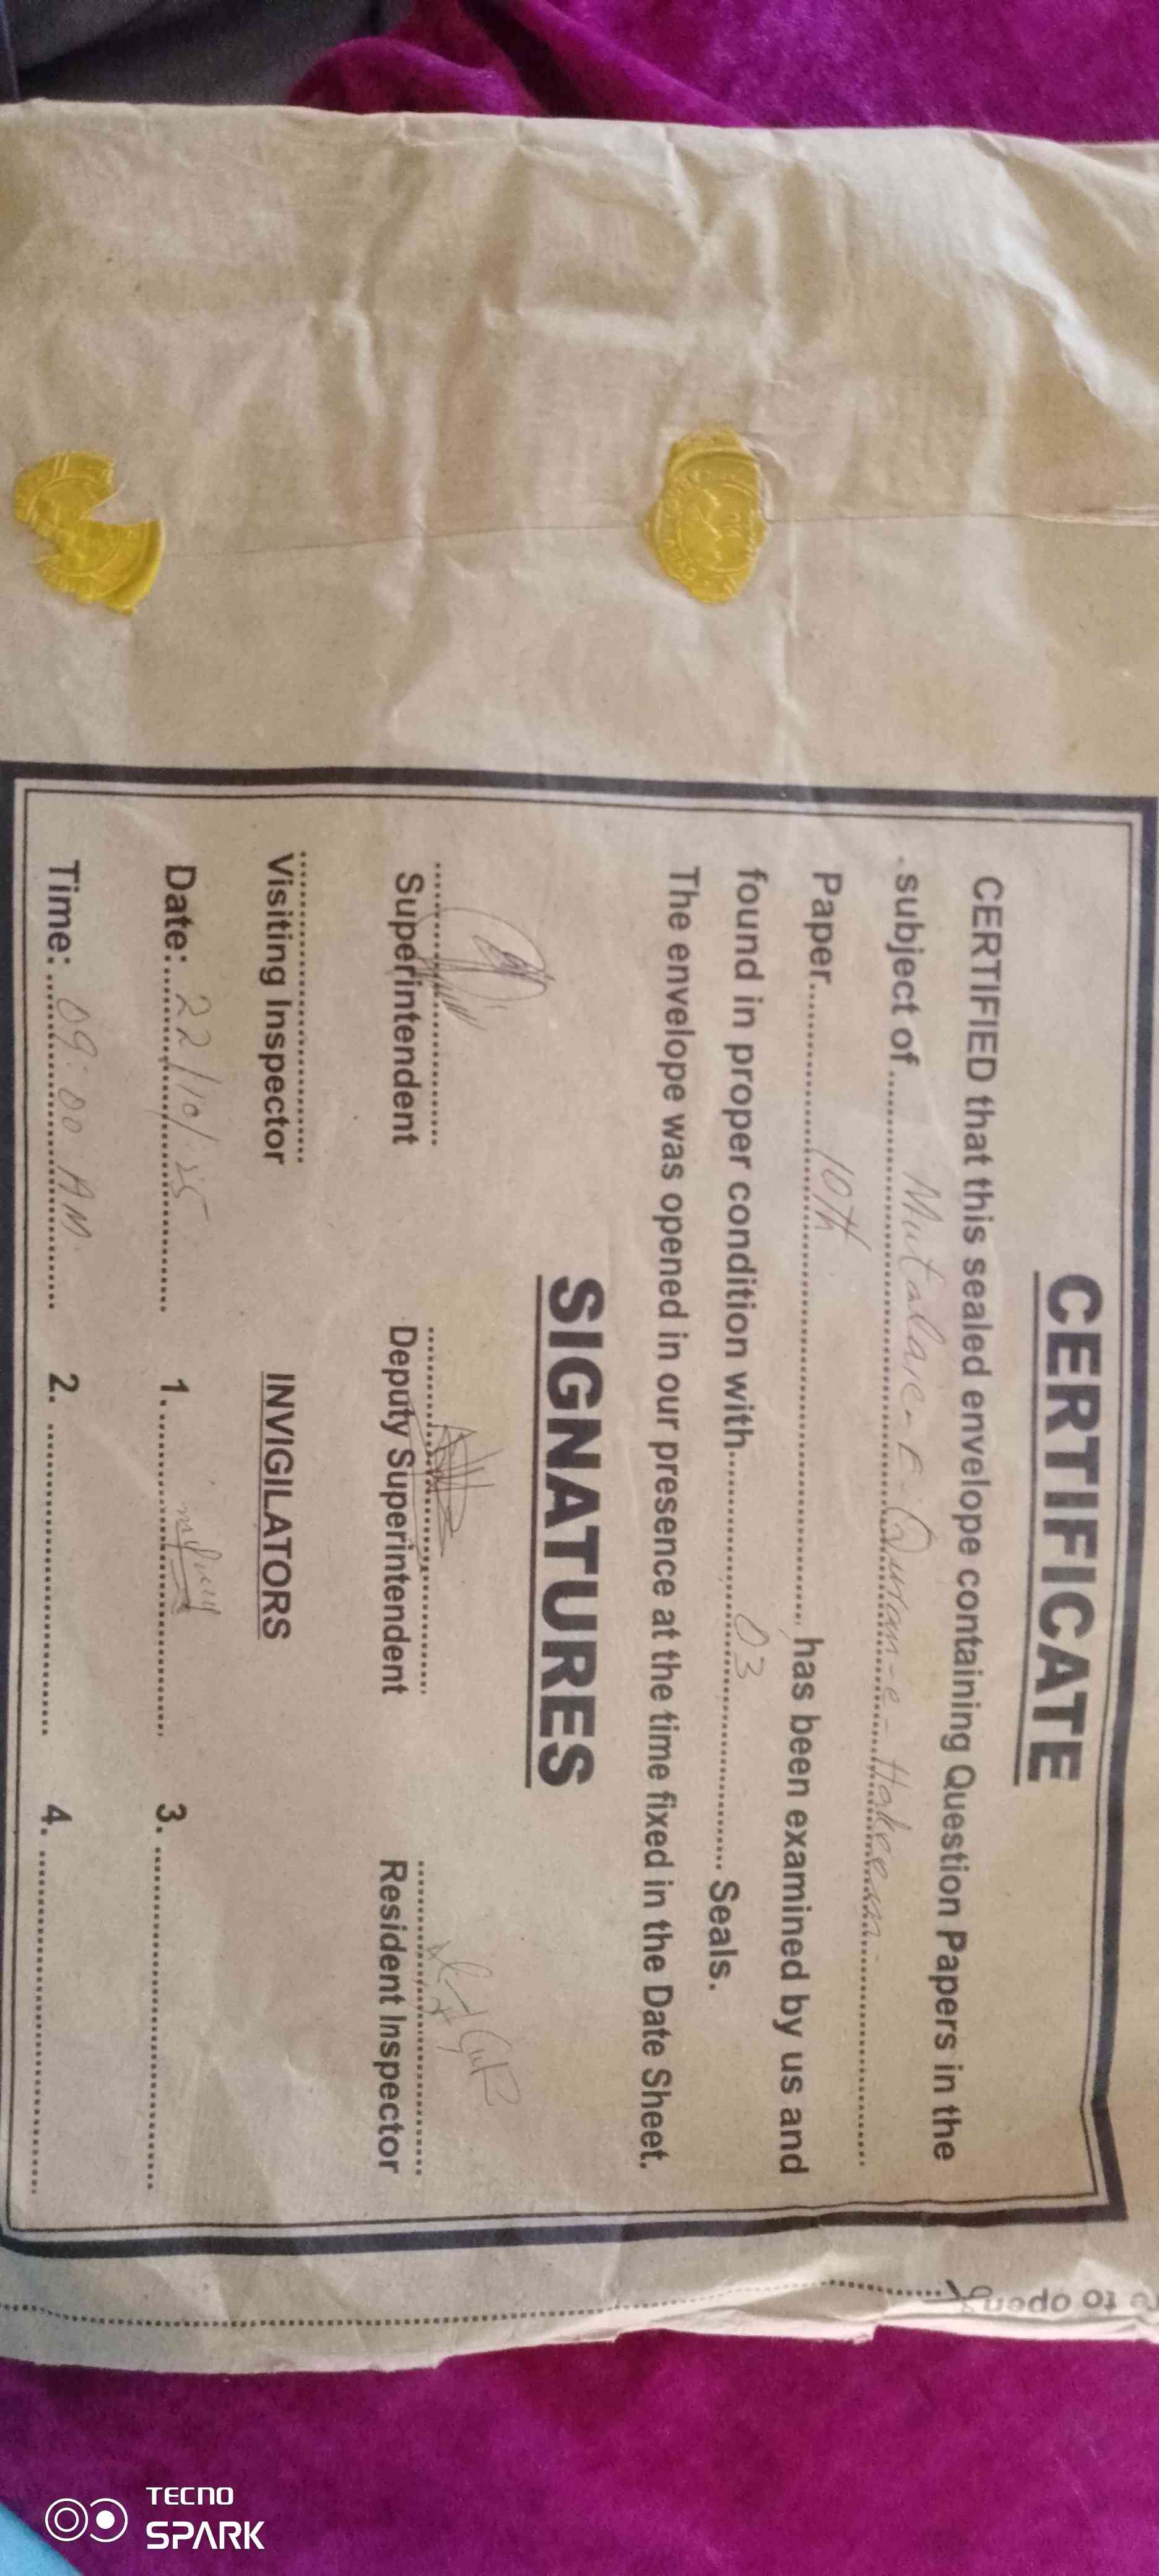 CERTIFICATE
CERTIFIED that this sealed envelope containing Question Papers in the
subject of Mutalare-E-Quran-e-Hakeem
Paper 10th has been examined by us and
found in proper condition with 03 Seals.
The envelope was opened in our presence at the time fixed in the Date Sheet.
SIGNATURES
Superintendent Deputy Superintendent Resident Inspector
Visiting Inspector INVIGILATORS
Date: 22/10/25 1. 3.
Time: 09:00 AM 2. 4.
to open
TECNO
SPARK